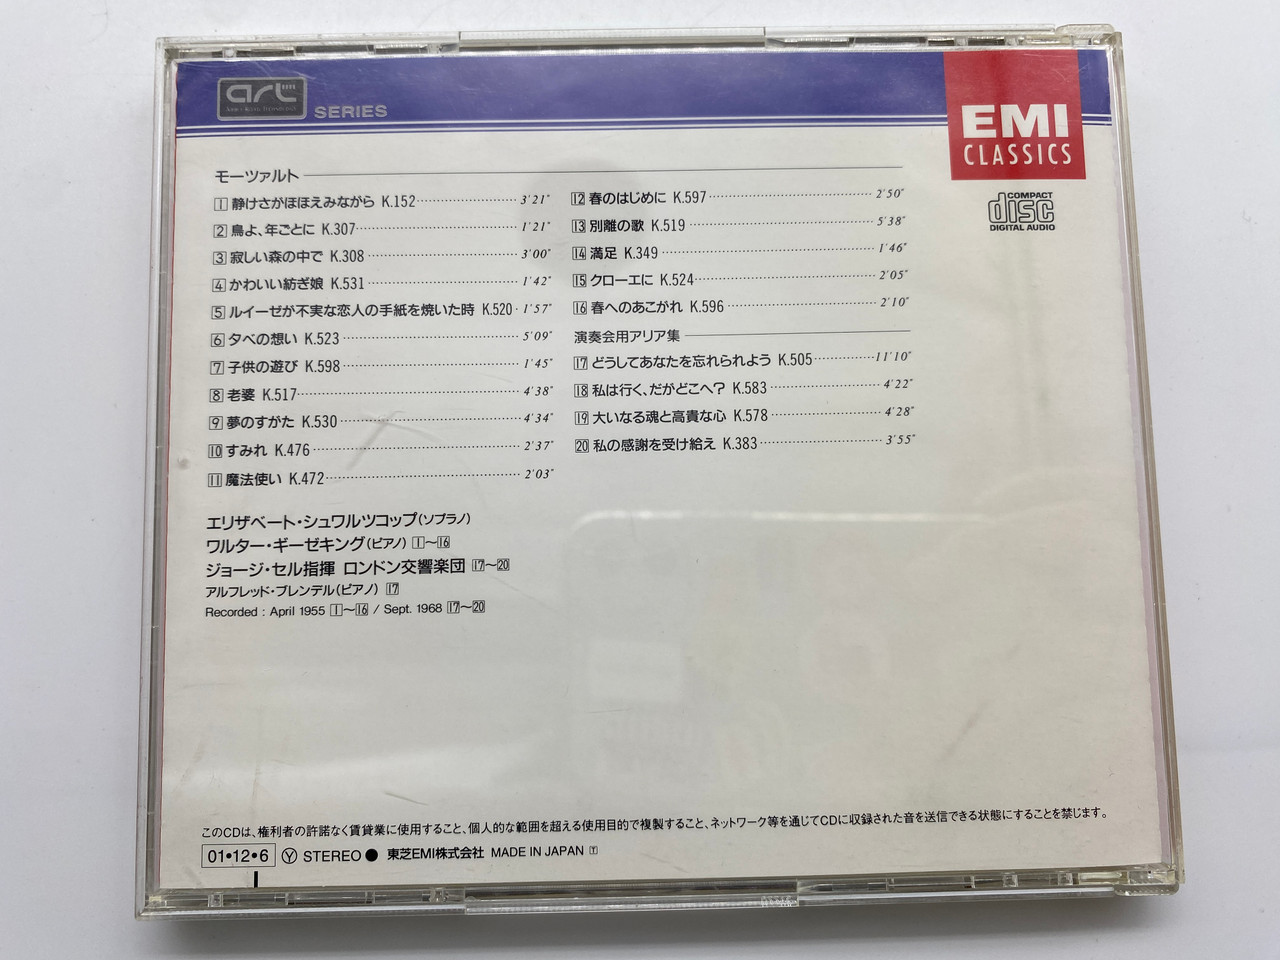 art
SERIES
EMI
CLASSICS
COMPACT
disc
DIGITAL AUDIO
モーツァルト
1 静けさがほほえみながら K.152 3'21"
2 鳥よ、年ごとに K.307 1'21"
3 寂しい森の中で K.308 3'00"
4 かわいい紡ぎ娘 K.531 1'42"
5 ルイーゼが不実な恋人の手紙を焼いた時 K.520 1'57"
6 夕べの想い K.523 5'09"
7 子供の遊び K.598 1'45"
8 老婆 K.517 4'38"
9 夢のすがた K.530 4'34"
10 すみれ K.476 2'37"
11 魔法使い K.472 2'03"
12 春のはじめに K.597 2'50"
13 別離の歌 K.519 5'38"
14 満足 K.349 1'46"
15 クローエに K.524 2'05"
16 春へのあこがれ K.596 2'10"
演奏会用アリア集
17 どうしてあなたを忘れられよう K.505 11'10"
18 私は行く、だがどこへ? K.583 4'22"
19 大いなる魂と高貴な心 K.578 4'28"
20 私の感謝を受け給え K.383 3'55"
エリザベート・シュワルツコップ(ソプラノ)
ワルター・ギーゼキング(ピアノ) 1〜16
ジョージ・セル指揮 ロンドン交響楽団 17〜20
アルフレッド・ブレンデル(ピアノ) 17
Recorded : April 1955 1〜16 / Sept. 1968 17〜20
このCDは、権利者の許諾なく賃貸業に使用すること、個人的な範囲を超える使用目的で複製すること、ネットワーク等を通じてCDに収録された音を送信できる状態にすることを禁じます。
01•12•6 Ⓨ STEREO ● 東芝EMI株式会社 MADE IN JAPAN T